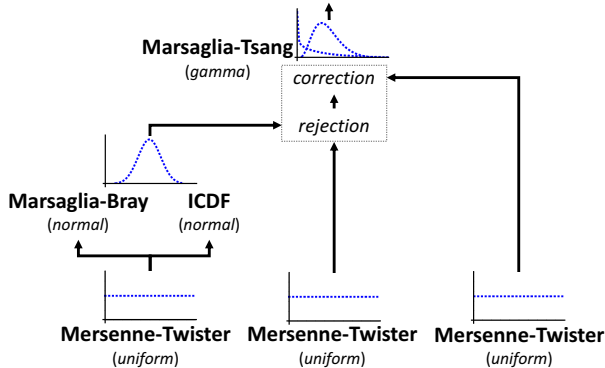 Marsaglia-Tsang
(gamma)
correction
rejection
Marsaglia-Bray
(normal)
ICDF
(normal)
Mersenne-Twister
(uniform)
Mersenne-Twister
(uniform)
Mersenne-Twister
(uniform)